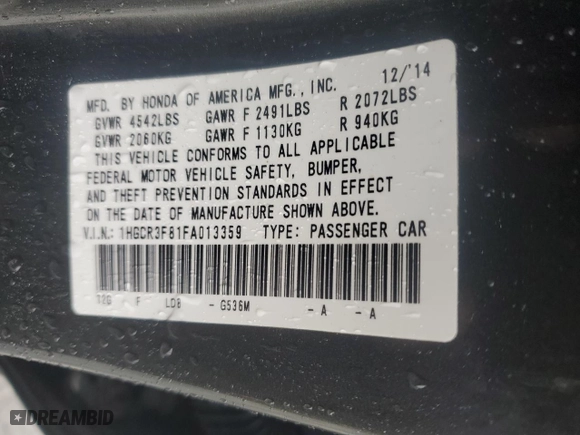 MFD. BY HONDA OF AMERICA MFG., INC. 12/'14
GVWR 4542LBS GAWR F 2491LBS R 2072LBS
GVWR 2060KG GAWR F 1130KG R 940KG
THIS VEHICLE CONFORMS TO ALL APPLICABLE
FEDERAL MOTOR VEHICLE SAFETY, BUMPER,
AND THEFT PREVENTION STANDARDS IN EFFECT
ON THE DATE OF MANUFACTURE SHOWN ABOVE.
V.I.N.: 1HGCR3F81FA013359 TYPE: PASSENGER CAR
F LDB - G536M - A - A
DREAMBID